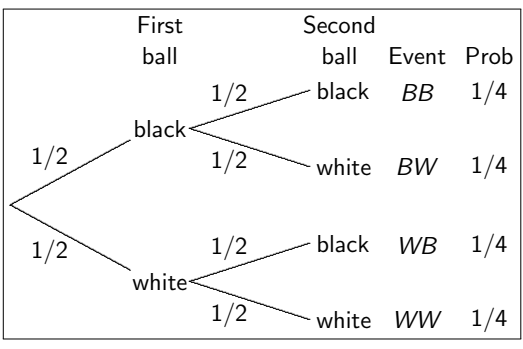 First Second
ball ball Event Prob
1/2 black BB 1/4
black
1/2 1/2 white BW 1/4
1/2 1/2 black WB 1/4
white
1/2 white WW 1/4